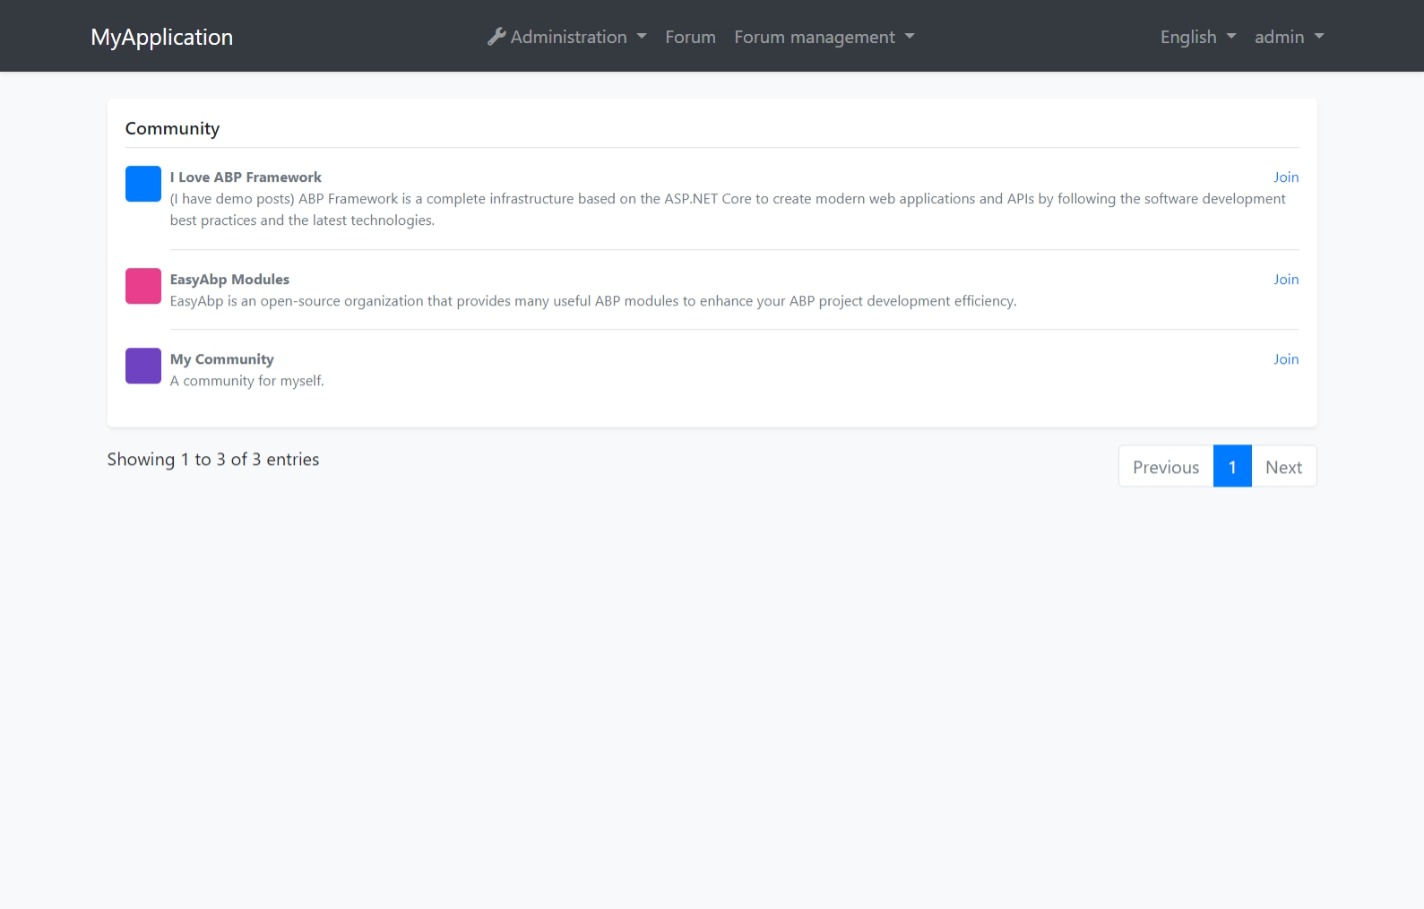 MyApplication
Administration
Forum
Forum management
English
admin
Community
I Love ABP Framework
Join
(I have demo posts) ABP Framework is a complete infrastructure based on the ASP.NET Core to create modern web applications and APIs by following the software development
best practices and the latest technologies.
EasyAbp Modules
Join
EasyAbp is an open-source organization that provides many useful ABP modules to enhance your ABP project development efficiency.
My Community
Join
A community for myself.
Showing 1 to 3 of 3 entries
Previous
1
Next